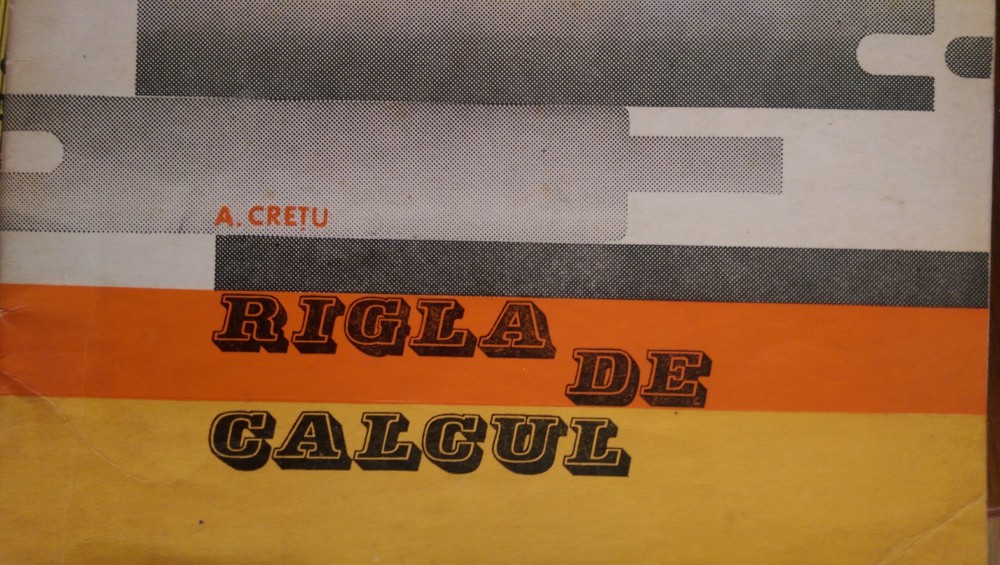 A. CREȚU
RIGLA
DE
CALCUL